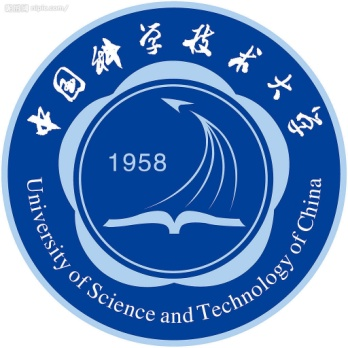 中国科学技术大学
1958
University of Science and Technology of China